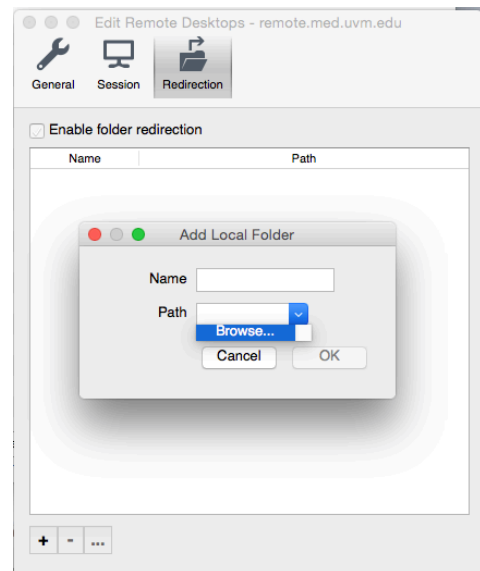 Edit Remote Desktops - remote.med.uvm.edu
General Session Redirection
Enable folder redirection
Name Path
Add Local Folder
Name
Path
Browse...
Cancel OK
+ - ...